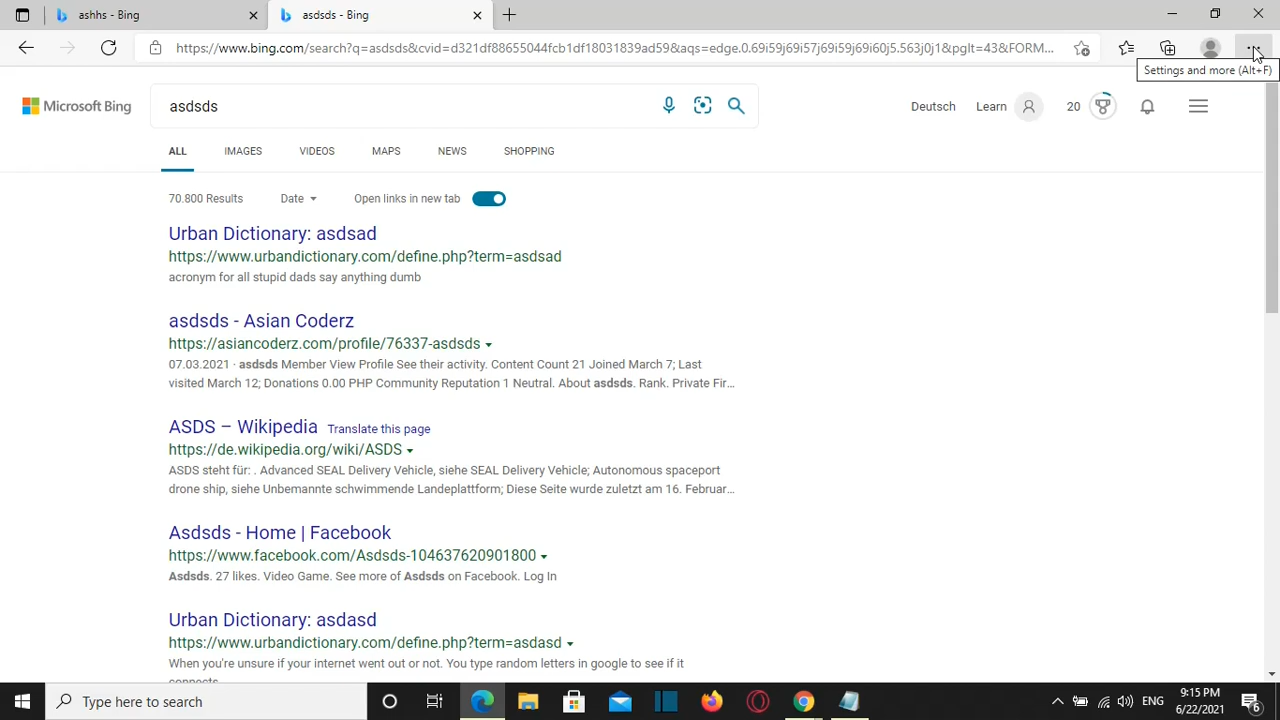 ashhs - Bing
asdsds - Bing
https://www.bing.com/search?q=asdsds&cvid=d321df88655044fcb1df18031839ad59&aqs=edge.0.69i59j69i57j69i59j69i60j5.563j0j1&pglt=43&FORM...
Settings and more (Alt+F)
Microsoft Bing
asdsds
Deutsch
Learn
20
ALL
IMAGES
VIDEOS
MAPS
NEWS
SHOPPING
70.800 Results
Date
Open links in new tab
Urban Dictionary: asdsad
https://www.urbandictionary.com/define.php?term=asdsad
acronym for all stupid dads say anything dumb
asdsds - Asian Coderz
https://asiancoderz.com/profile/76337-asdsds
07.03.2021 · asdsds Member View Profile See their activity. Content Count 21 Joined March 7; Last
visited March 12; Donations 0.00 PHP Community Reputation 1 Neutral. About asdsds. Rank. Private Fir...
ASDS – Wikipedia Translate this page
https://de.wikipedia.org/wiki/ASDS
ASDS steht für: . Advanced SEAL Delivery Vehicle, siehe SEAL Delivery Vehicle; Autonomous spaceport
drone ship, siehe Unbemannte schwimmende Landeplattform; Diese Seite wurde zuletzt am 16. Februar...
Asdsds - Home | Facebook
https://www.facebook.com/Asdsds-104637620901800
Asdsds. 27 likes. Video Game. See more of Asdsds on Facebook. Log In
Urban Dictionary: asdasd
https://www.urbandictionary.com/define.php?term=asdasd
When you're unsure if your internet went out or not. You type random letters in google to see if it
connects
Type here to search
ENG
9:15 PM
6/22/2021
6